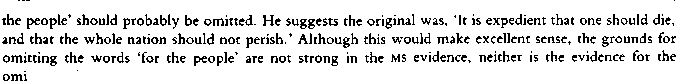 the people' should probably be omitted. He suggests the original was, 'It is expedient that one should die,
and that the whole nation should not perish.' Although this would make excellent sense, the grounds for
omitting the words 'for the people' are not strong in the MS evidence, neither is the evidence for the
omi